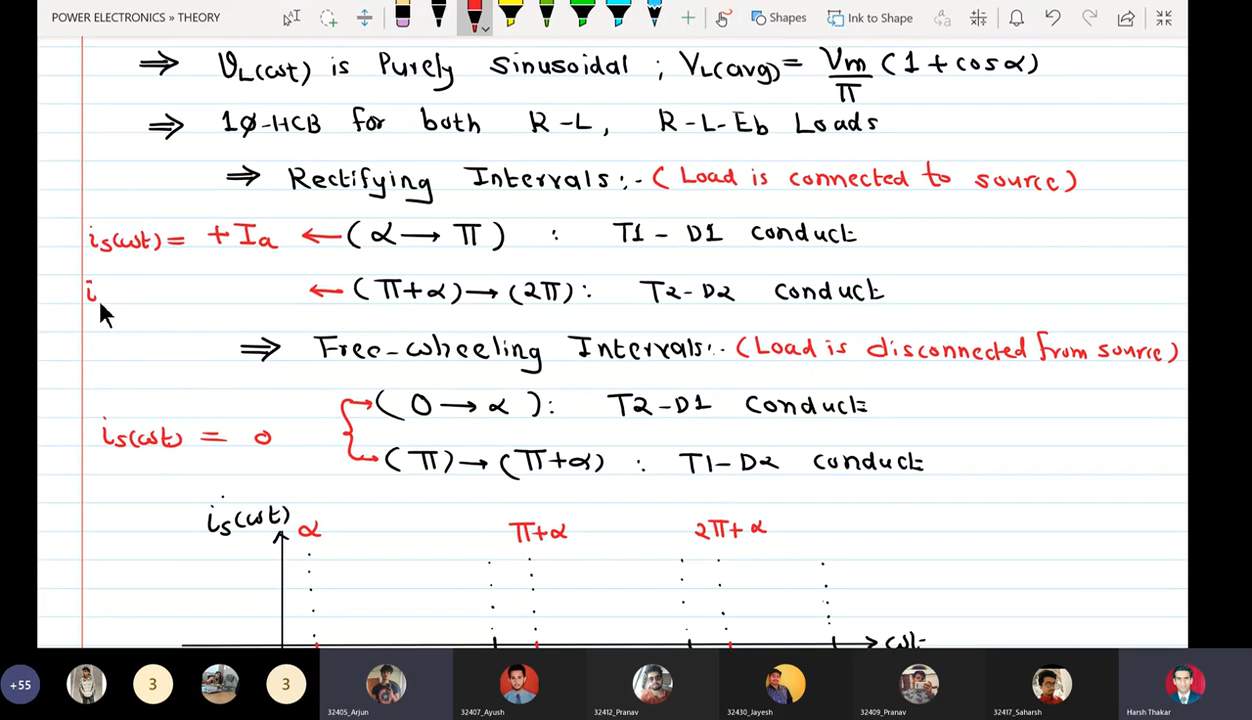 POWER ELECTRONICS » THEORY
Shapes
Ink to Shape
⇒ VL(ωt) is Purely Sinusoidal ; VL(avg) = Vm/π (1+cosα)
⇒ 1Ø-HCB for both R-L, R-L-Eb Loads
⇒ Rectifying Intervals:- (Load is connected to source)
is(ωt) = +Ia ← (α → π) : T1 - D1 conduct
i ← (π+α) → (2π) : T2-D2 conduct
⇒ Free-wheeling Intervals:- (Load is disconnected from source)
(0 → α) : T2-D1 conduct
is(ωt) = 0
(π) → (π+α) : T1-D2 conduct
is(ωt) α π+α 2π+α
ωt
+55 3 3
32405_Arjun 32407_Ayush 32412_Pranav 32430_Jayesh 32409_Pranav 32417_Saharsh Harsh Thakar